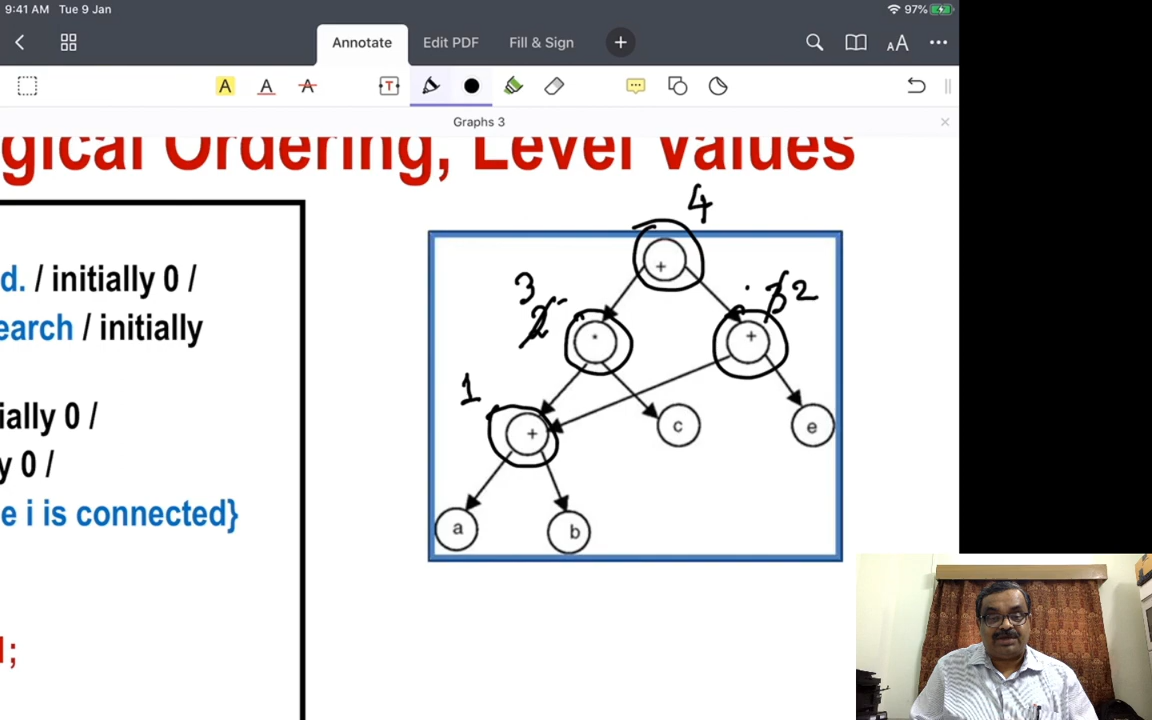 9:41 AM Tue 9 Jan
97%
Annotate
Edit PDF
Fill & Sign
A A A T AA
Graphs 3
gical Ordering, Level Values
d. / initially 0 /
earch / initially
ially 0 /
y 0 /
e i is connected}
;
4
+
3
2
* + 2
1
+ c e
a b